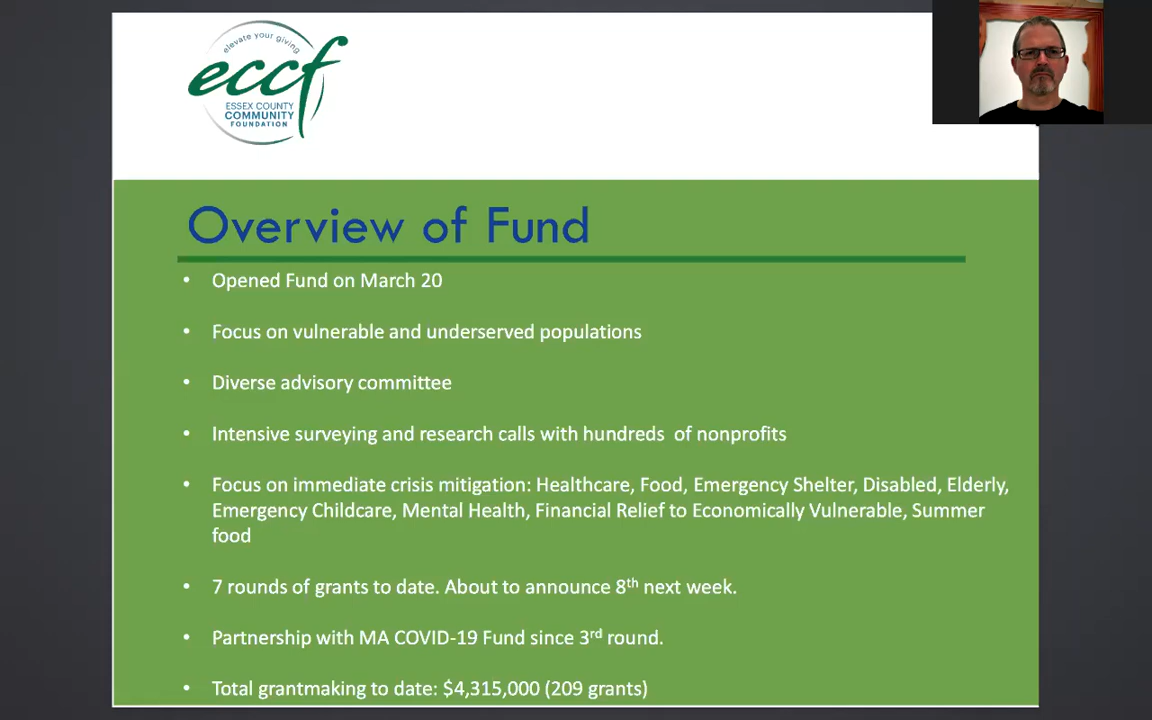 elevate your giving
eccf
ESSEX COUNTY
COMMUNITY
FOUNDATION
Overview of Fund
• Opened Fund on March 20
• Focus on vulnerable and underserved populations
• Diverse advisory committee
• Intensive surveying and research calls with hundreds of nonprofits
• Focus on immediate crisis mitigation: Healthcare, Food, Emergency Shelter, Disabled, Elderly,
Emergency Childcare, Mental Health, Financial Relief to Economically Vulnerable, Summer
food
• 7 rounds of grants to date. About to announce 8th next week.
• Partnership with MA COVID-19 Fund since 3rd round.
• Total grantmaking to date: $4,315,000 (209 grants)